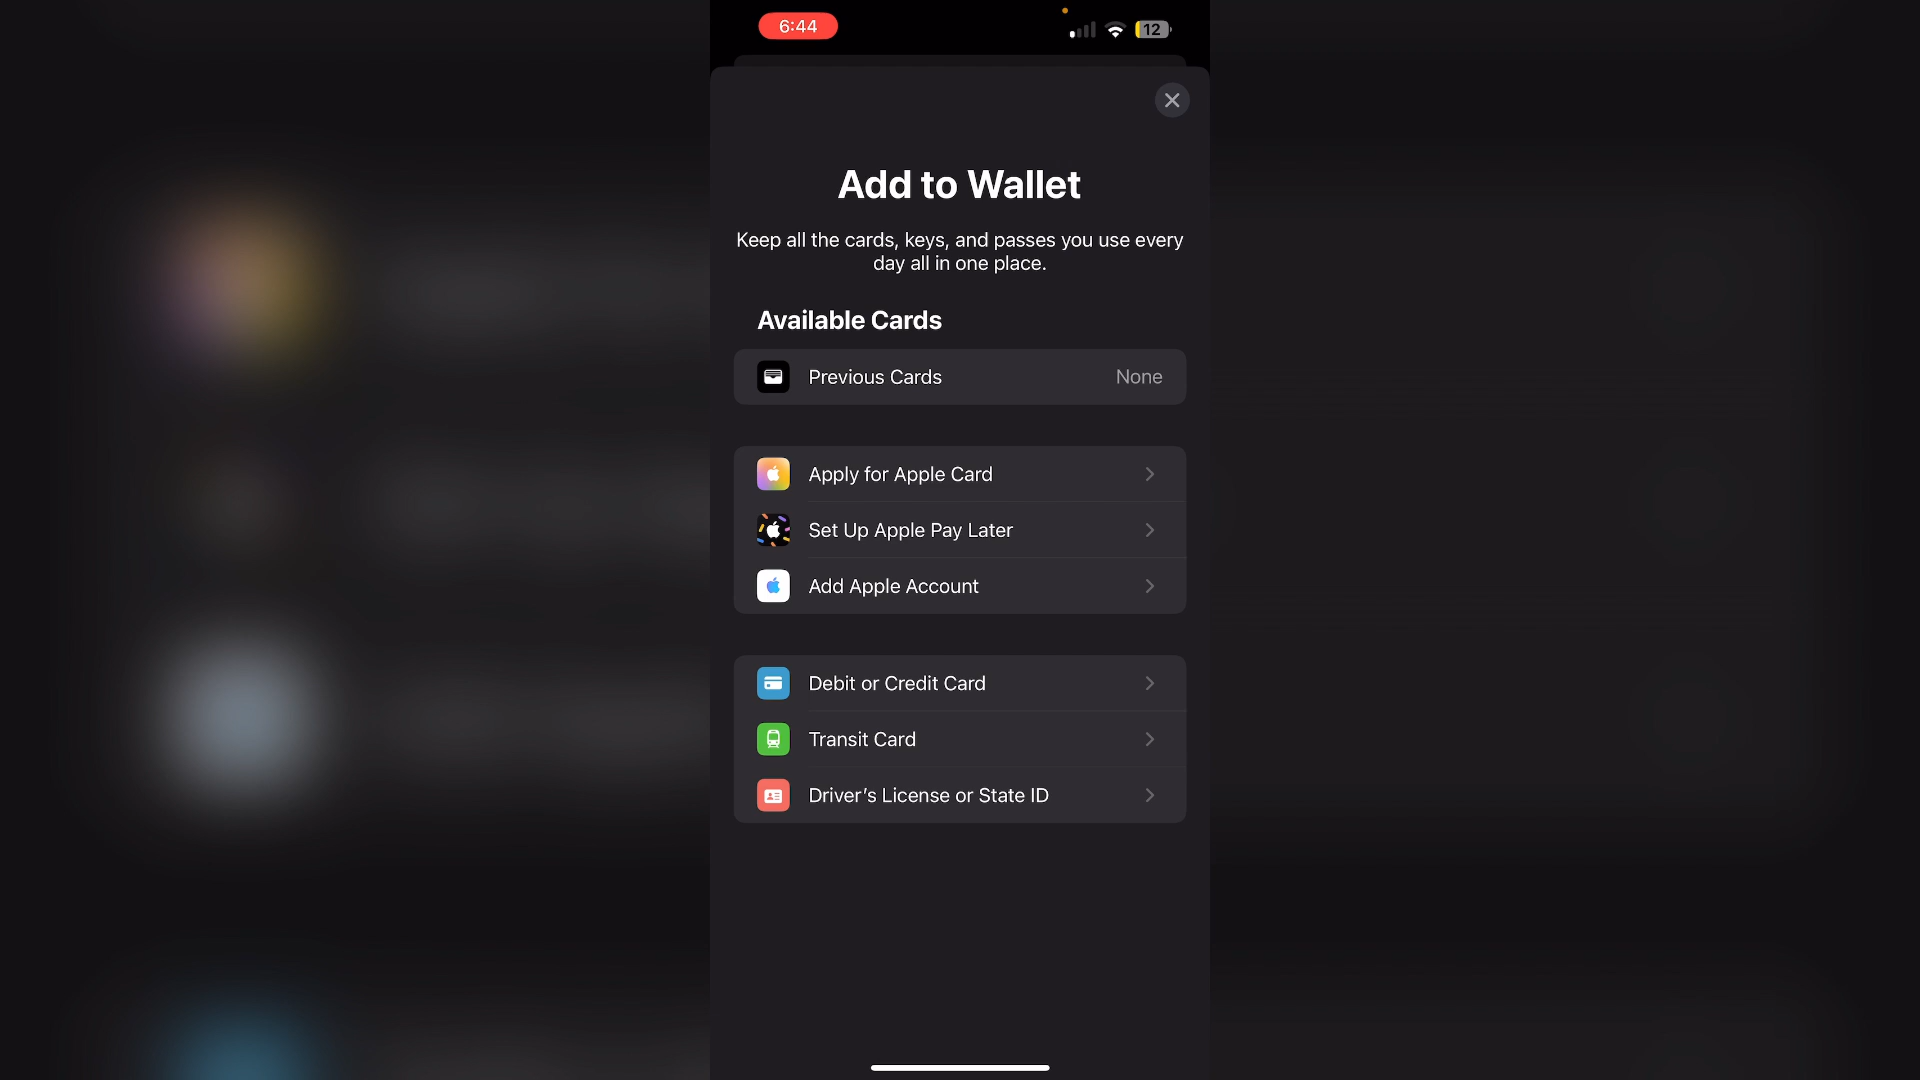 6:44
12
Add to Wallet
Keep all the cards, keys, and passes you use every
day all in one place.
Available Cards
Previous Cards None
Apply for Apple Card
Set Up Apple Pay Later
Add Apple Account
Debit or Credit Card
Transit Card
Driver’s License or State ID